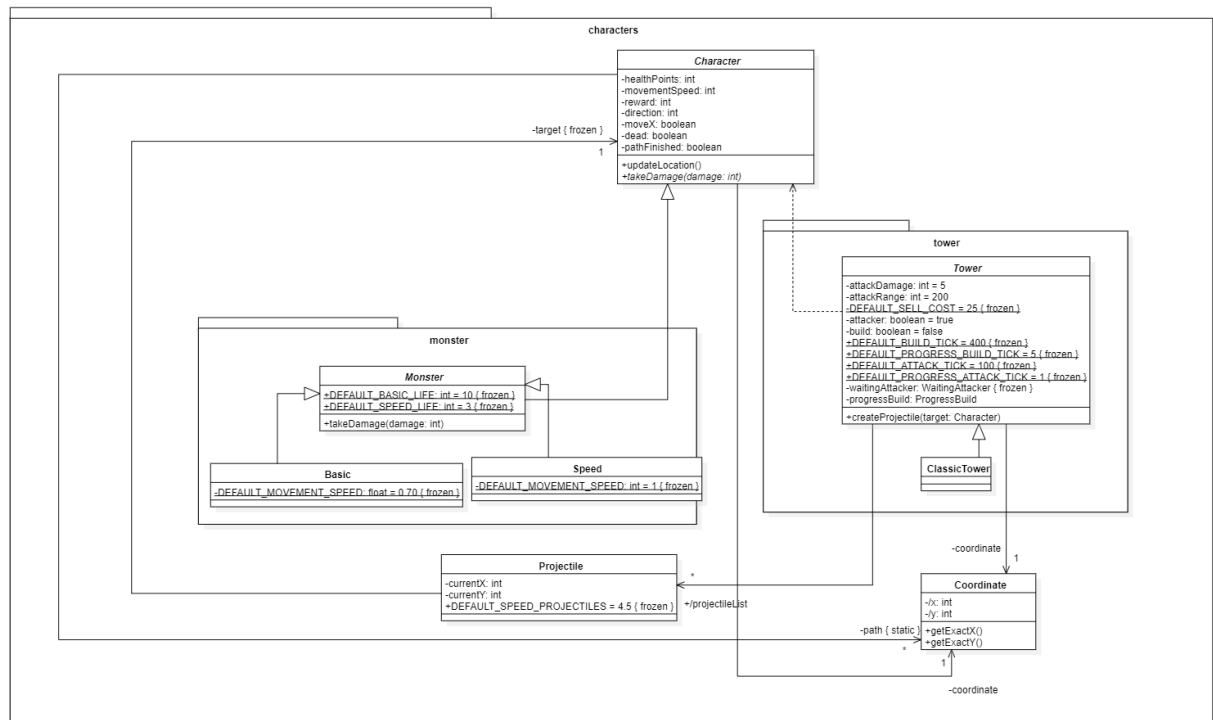 characters
Character
-healthPoints: int
-movementSpeed: int
-reward: int
-direction: int
-moveX: boolean
-dead: boolean
-pathFinished: boolean
+updateLocation()
+takeDamage(damage: int)
-target { frozen }
1
tower
Tower
-attackDamage: int = 5
-attackRange: int = 200
-DEFAULT_SELL_COST = 25 { frozen }
-attacker: boolean = true
-build: boolean = false
+DEFAULT_BUILD_TICK = 400 { frozen }
+DEFAULT_PROGRESS_BUILD_TICK = 5 { frozen }
+DEFAULT_ATTACK_TICK = 100 { frozen }
+DEFAULT_PROGRESS_ATTACK_TICK = 1 { frozen }
-waitingAttacker: WaitingAttacker { frozen }
-progressBuild: ProgressBuild
+createProjectile(target: Character)
ClassicTower
monster
Monster
+DEFAULT_BASIC_LIFE: int = 10 { frozen }
+DEFAULT_SPEED_LIFE: int = 3 { frozen }
+takeDamage(damage: int)
Basic
-DEFAULT_MOVEMENT_SPEED: float = 0.70 { frozen }
Speed
-DEFAULT_MOVEMENT_SPEED: int = 1 { frozen }
Projectile
-currentX: int
-currentY: int
+DEFAULT_SPEED_PROJECTILES = 4.5 { frozen }
*
+/projectileList
-coordinate
1
Coordinate
-/x: int
-/y: int
+getExactX()
+getExactY()
-path { static }
*
1
-coordinate